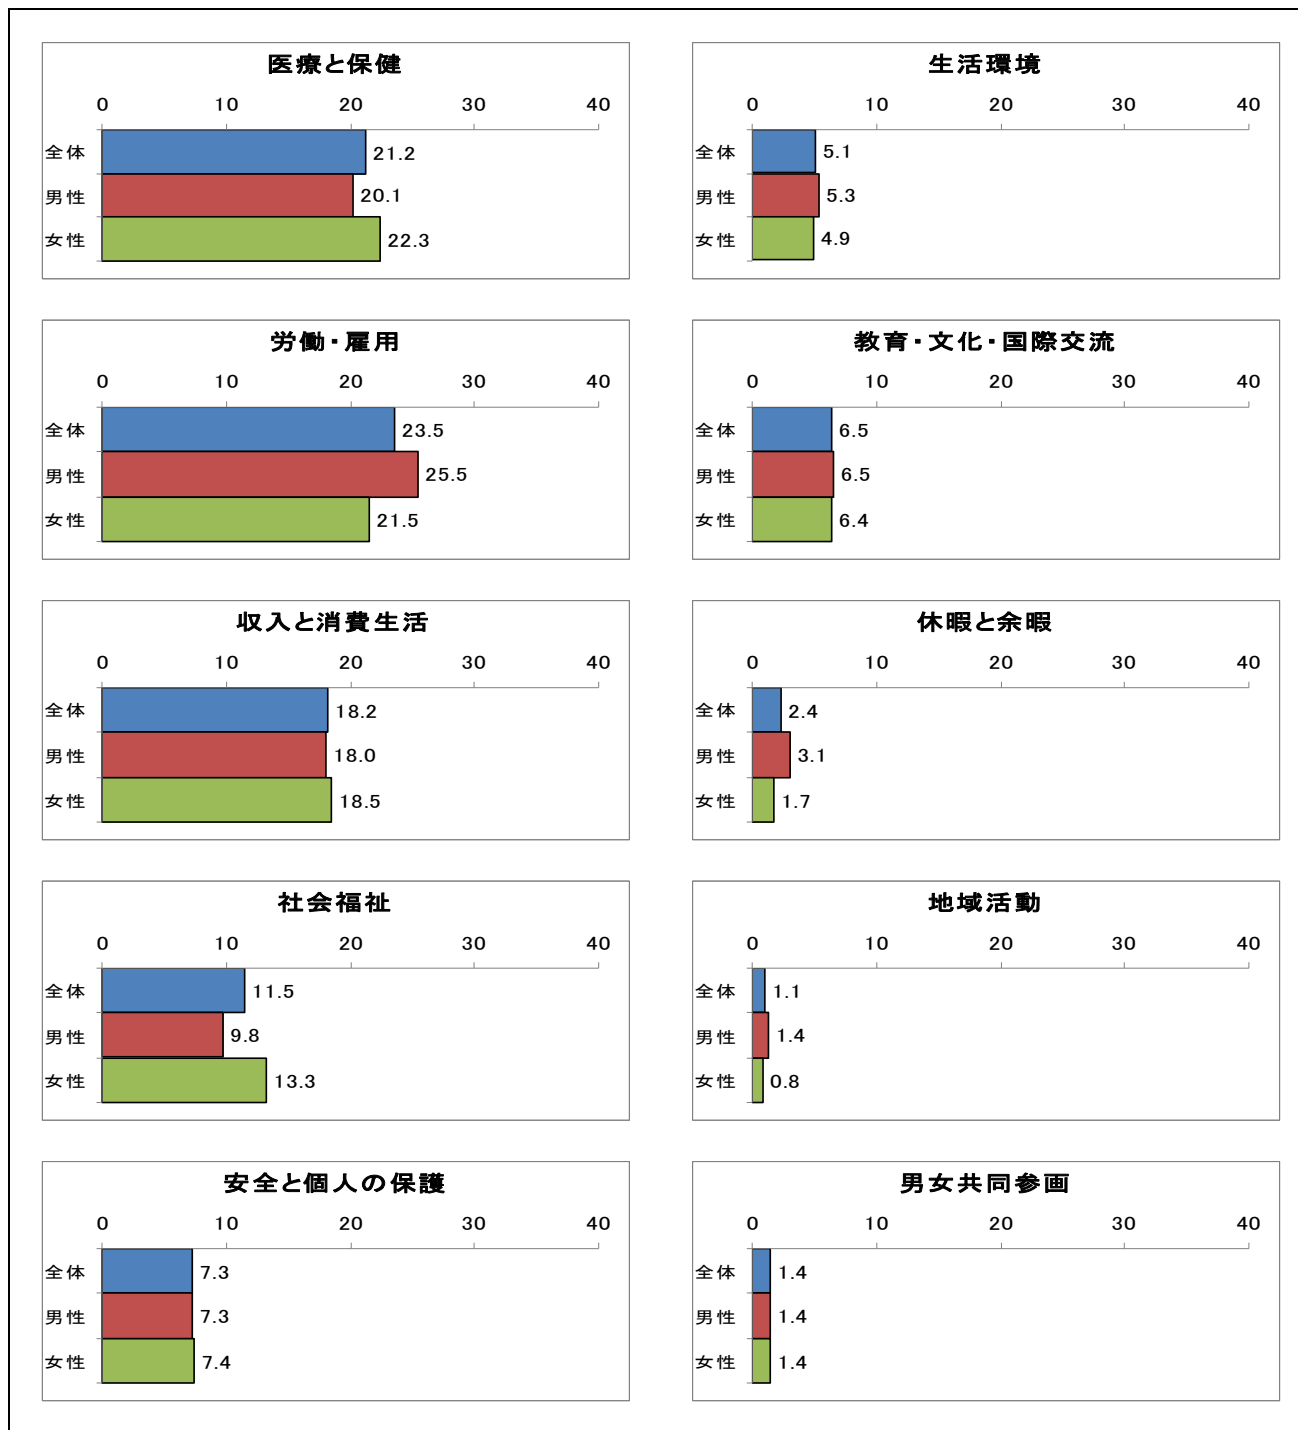 医療と保健
0 10 20 30 40
全体 21.2
男性 20.1
女性 22.3
生活環境
0 10 20 30 40
全体 5.1
男性 5.3
女性 4.9
労働・雇用
0 10 20 30 40
全体 23.5
男性 25.5
女性 21.5
教育・文化・国際交流
0 10 20 30 40
全体 6.5
男性 6.5
女性 6.4
収入と消費生活
0 10 20 30 40
全体 18.2
男性 18.0
女性 18.5
休暇と余暇
0 10 20 30 40
全体 2.4
男性 3.1
女性 1.7
社会福祉
0 10 20 30 40
全体 11.5
男性 9.8
女性 13.3
地域活動
0 10 20 30 40
全体 1.1
男性 1.4
女性 0.8
安全と個人の保護
0 10 20 30 40
全体 7.3
男性 7.3
女性 7.4
男女共同参画
0 10 20 30 40
全体 1.4
男性 1.4
女性 1.4